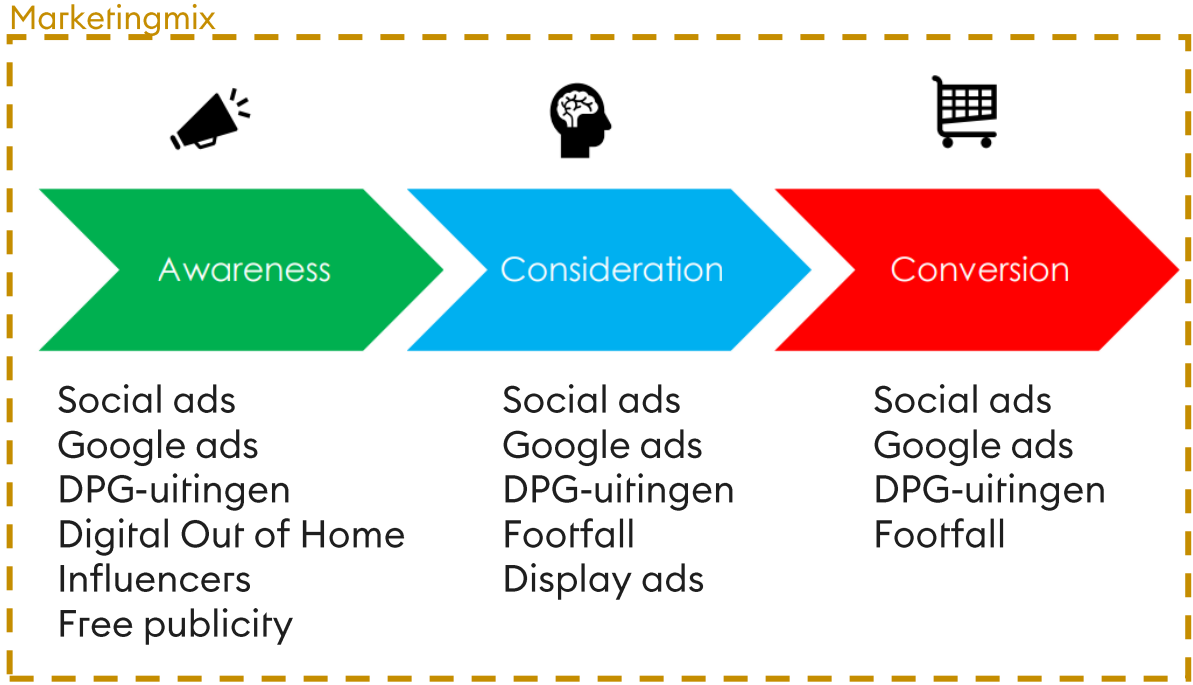 Marketingmix
Awareness
Consideration
Conversion
Social ads
Google ads
DPG-uitingen
Digital Out of Home
Influencers
Free publicity
Social ads
Google ads
DPG-uitingen
Footfall
Display ads
Social ads
Google ads
DPG-uitingen
Footfall